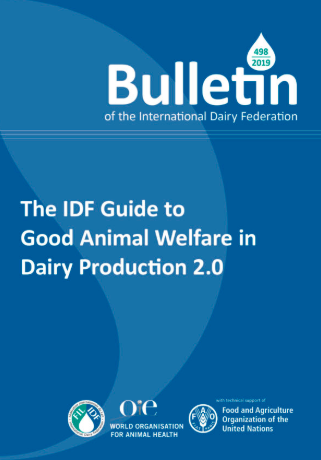 498
2019
Bulletin
of the International Dairy Federation
The IDF Guide to
Good Animal Welfare in
Dairy Production 2.0
FIL
IDF
Oie
WORLD ORGANISATION
FOR ANIMAL HEALTH
with technical support of
FAO
Food and Agriculture
Organization of the
United Nations